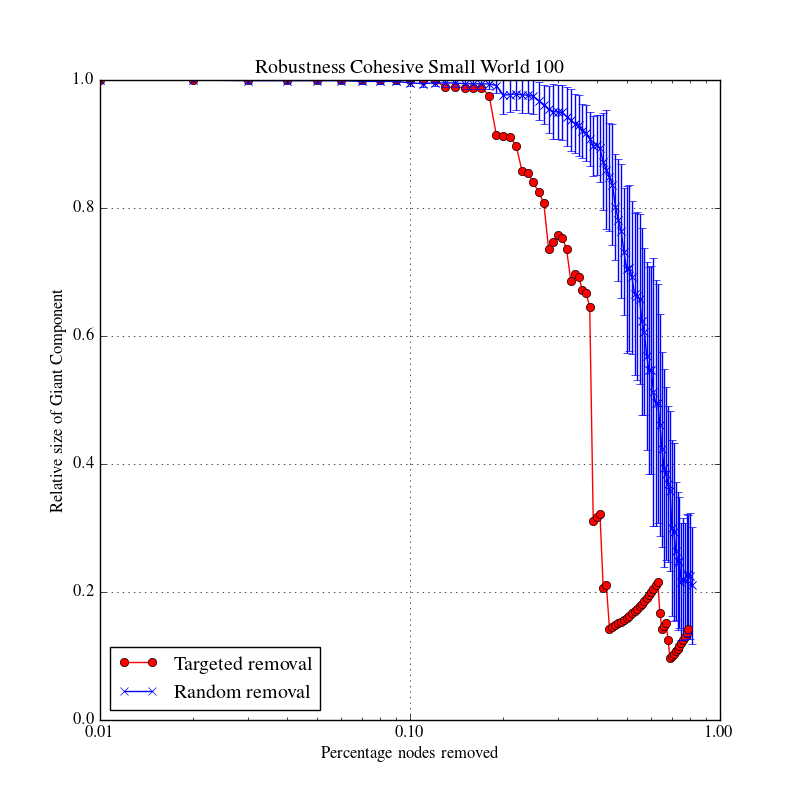 Robustness Cohesive Small World 100
1.0
0.8
0.6
0.4
0.2
0.0
Relative size of Giant Component
Targeted removal
Random removal
0.01
0.10
1.00
Percentage nodes removed